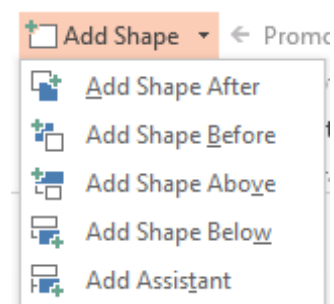 Add Shape
Promo
Add Shape After
Add Shape Before
Add Shape Above
Add Shape Below
Add Assistant